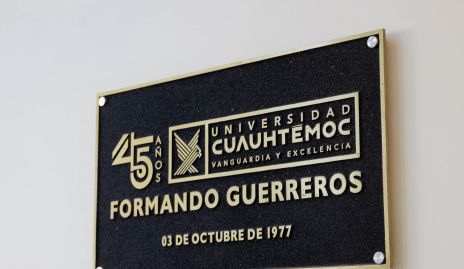 45 AÑOS
UNIVERSIDAD
CUAUHTÉMOC
VANGUARDIA Y EXCELENCIA
FORMANDO GUERREROS
03 DE OCTUBRE DE 1977